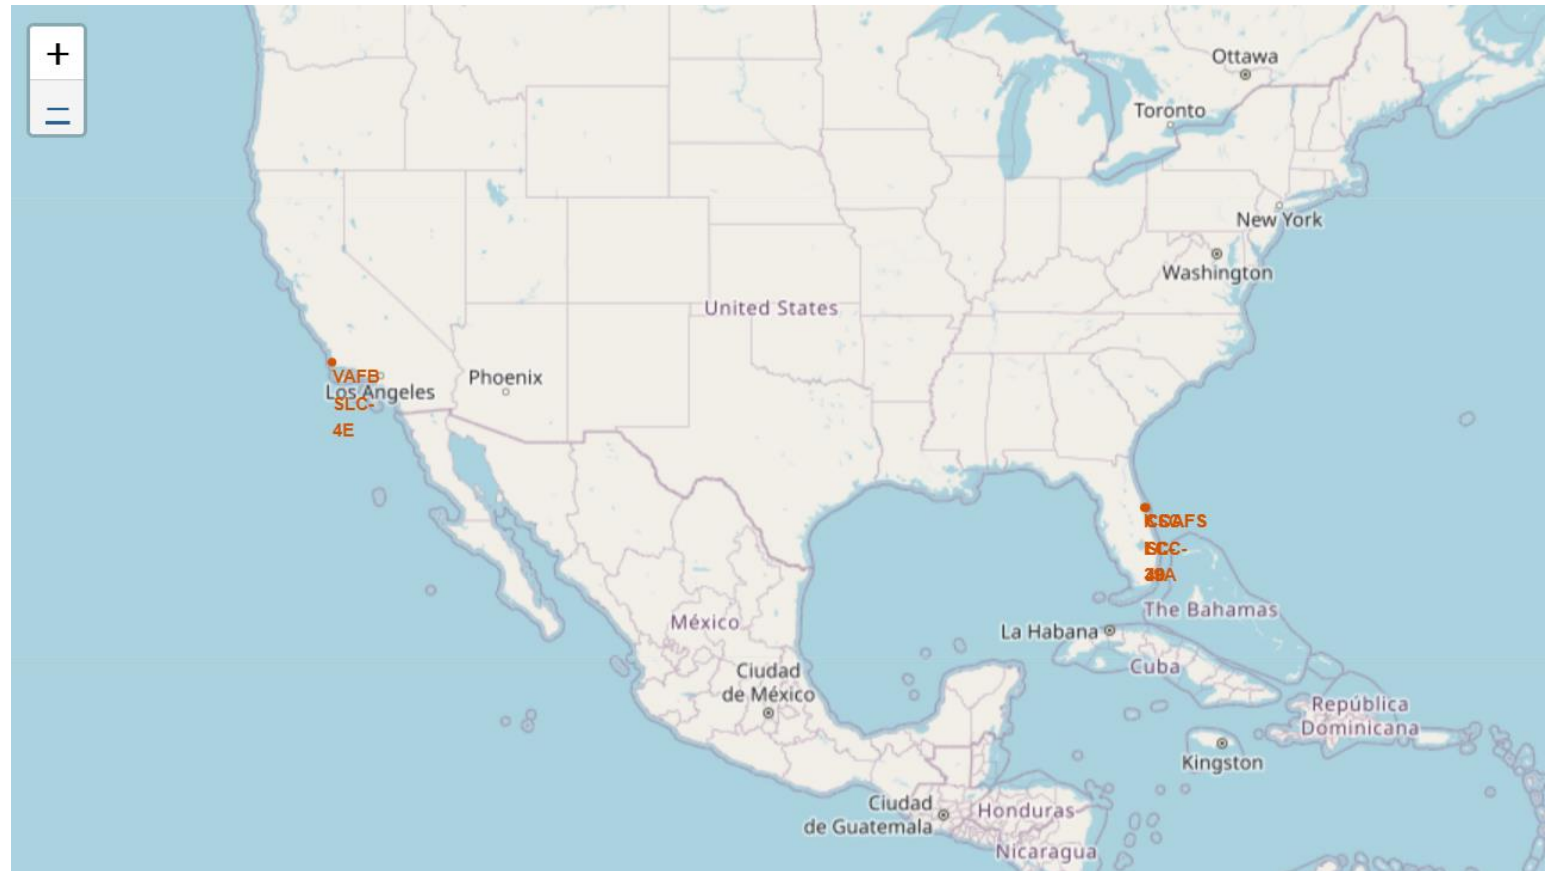 +
−
Ottawa
Toronto
New York
Washington
United States
VAFB
SLC-
4E
Los Angeles
Phoenix
The Bahamas
México
La Habana
Cuba
Ciudad
de México
República
Dominicana
Kingston
Ciudad
de Guatemala
Honduras
Nicaragua